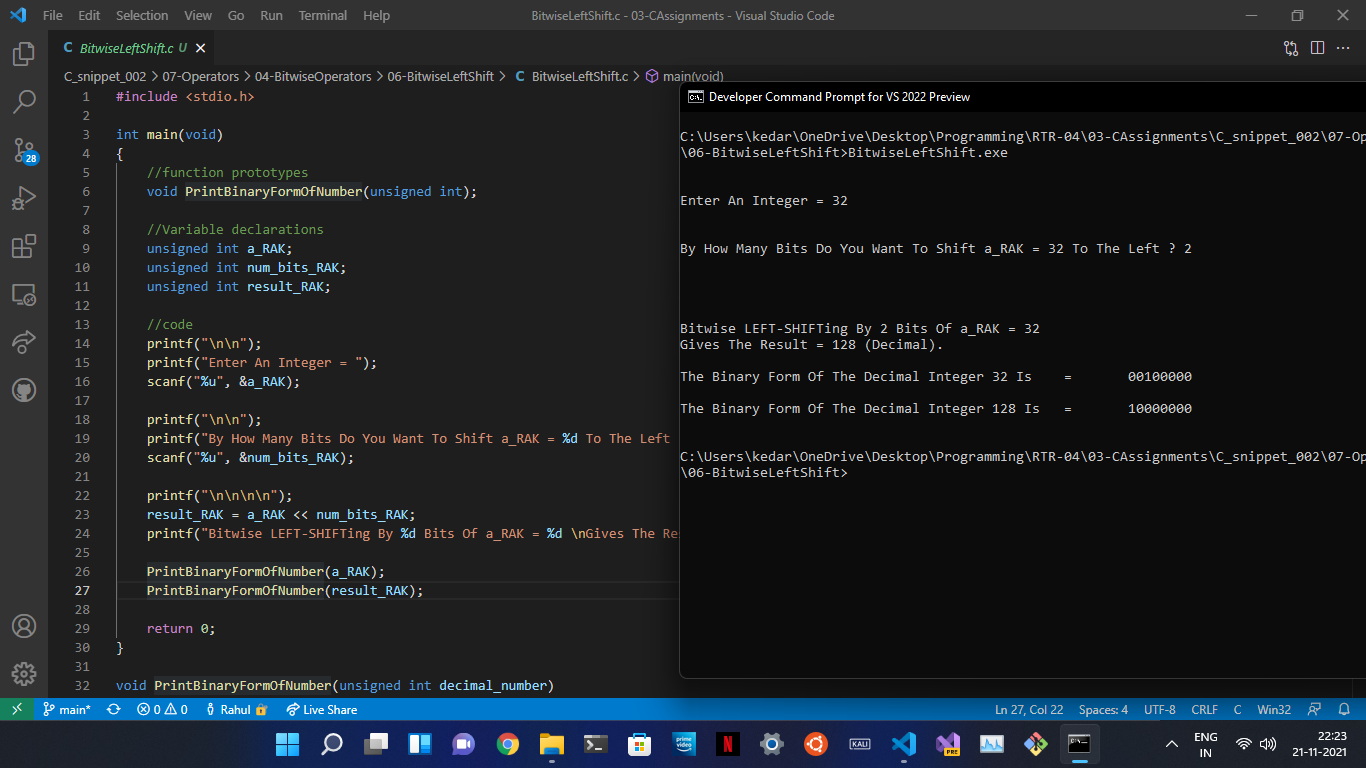 File Edit Selection View Go Run Terminal Help
BitwiseLeftShift.c - 03-CAssignments - Visual Studio Code
C BitwiseLeftShift.c U
C_snippet_002 > 07-Operators > 04-BitwiseOperators > 06-BitwiseLeftShift > C BitwiseLeftShift.c > main(void)
28
1 #include <stdio.h>
2
3 int main(void)
4 {
5 //function prototypes
6 void PrintBinaryFormOfNumber(unsigned int);
7
8 //Variable declarations
9 unsigned int a_RAK;
10 unsigned int num_bits_RAK;
11 unsigned int result_RAK;
12
13 //code
14 printf("\n\n");
15 printf("Enter An Integer = ");
16 scanf("%u", &a_RAK);
17
18 printf("\n\n");
19 printf("By How Many Bits Do You Want To Shift a_RAK = %d To The Left
20 scanf("%u", &num_bits_RAK);
21
22 printf("\n\n\n\n");
23 result_RAK = a_RAK << num_bits_RAK;
24 printf("Bitwise LEFT-SHIFTing By %d Bits Of a_RAK = %d \nGives The Re
25
26 PrintBinaryFormOfNumber(a_RAK);
27 PrintBinaryFormOfNumber(result_RAK);
28
29 return 0;
30 }
31
32 void PrintBinaryFormOfNumber(unsigned int decimal_number)
Developer Command Prompt for VS 2022 Preview
C:\Users\kedar\OneDrive\Desktop\Programming\RTR-04\03-CAssignments\C_snippet_002\07-Op
\06-BitwiseLeftShift>BitwiseLeftShift.exe
Enter An Integer = 32
By How Many Bits Do You Want To Shift a_RAK = 32 To The Left ? 2
Bitwise LEFT-SHIFTing By 2 Bits Of a_RAK = 32
Gives The Result = 128 (Decimal).
The Binary Form Of The Decimal Integer 32 Is = 00100000
The Binary Form Of The Decimal Integer 128 Is = 10000000
C:\Users\kedar\OneDrive\Desktop\Programming\RTR-04\03-CAssignments\C_snippet_002\07-Op
\06-BitwiseLeftShift>
main* 0 0 Rahul Live Share Ln 27, Col 22 Spaces: 4 UTF-8 CRLF C Win32
prime video N KALI PRE
ENG
IN
22:23
21-11-2021